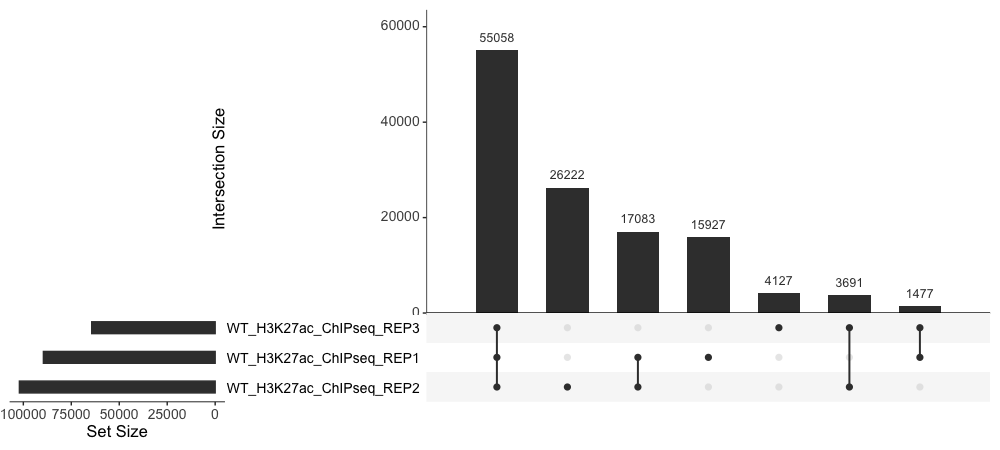 60000
55058
Intersection Size
40000
26222
20000
17083
15927
4127
3691
1477
0
WT_H3K27ac_ChIPseq_REP3
WT_H3K27ac_ChIPseq_REP1
WT_H3K27ac_ChIPseq_REP2
100000 75000 50000 25000 0
Set Size